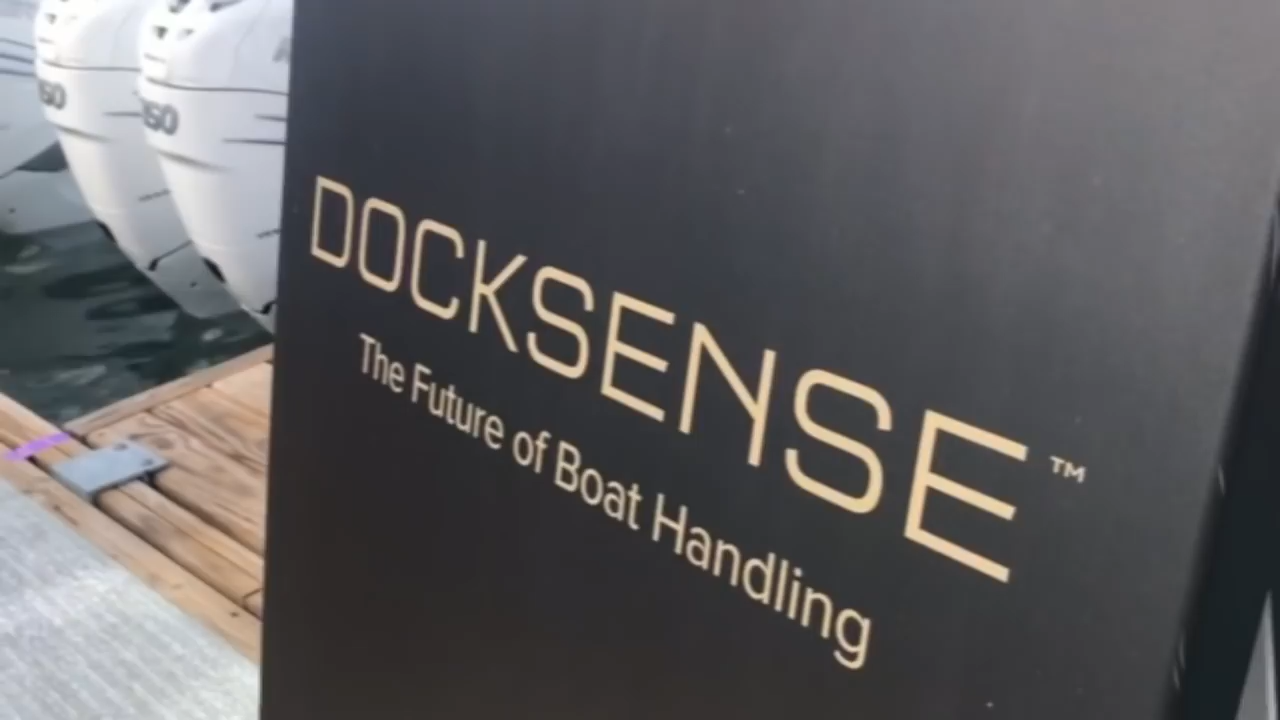 DOCKSENSE™
The Future of Boat Handling